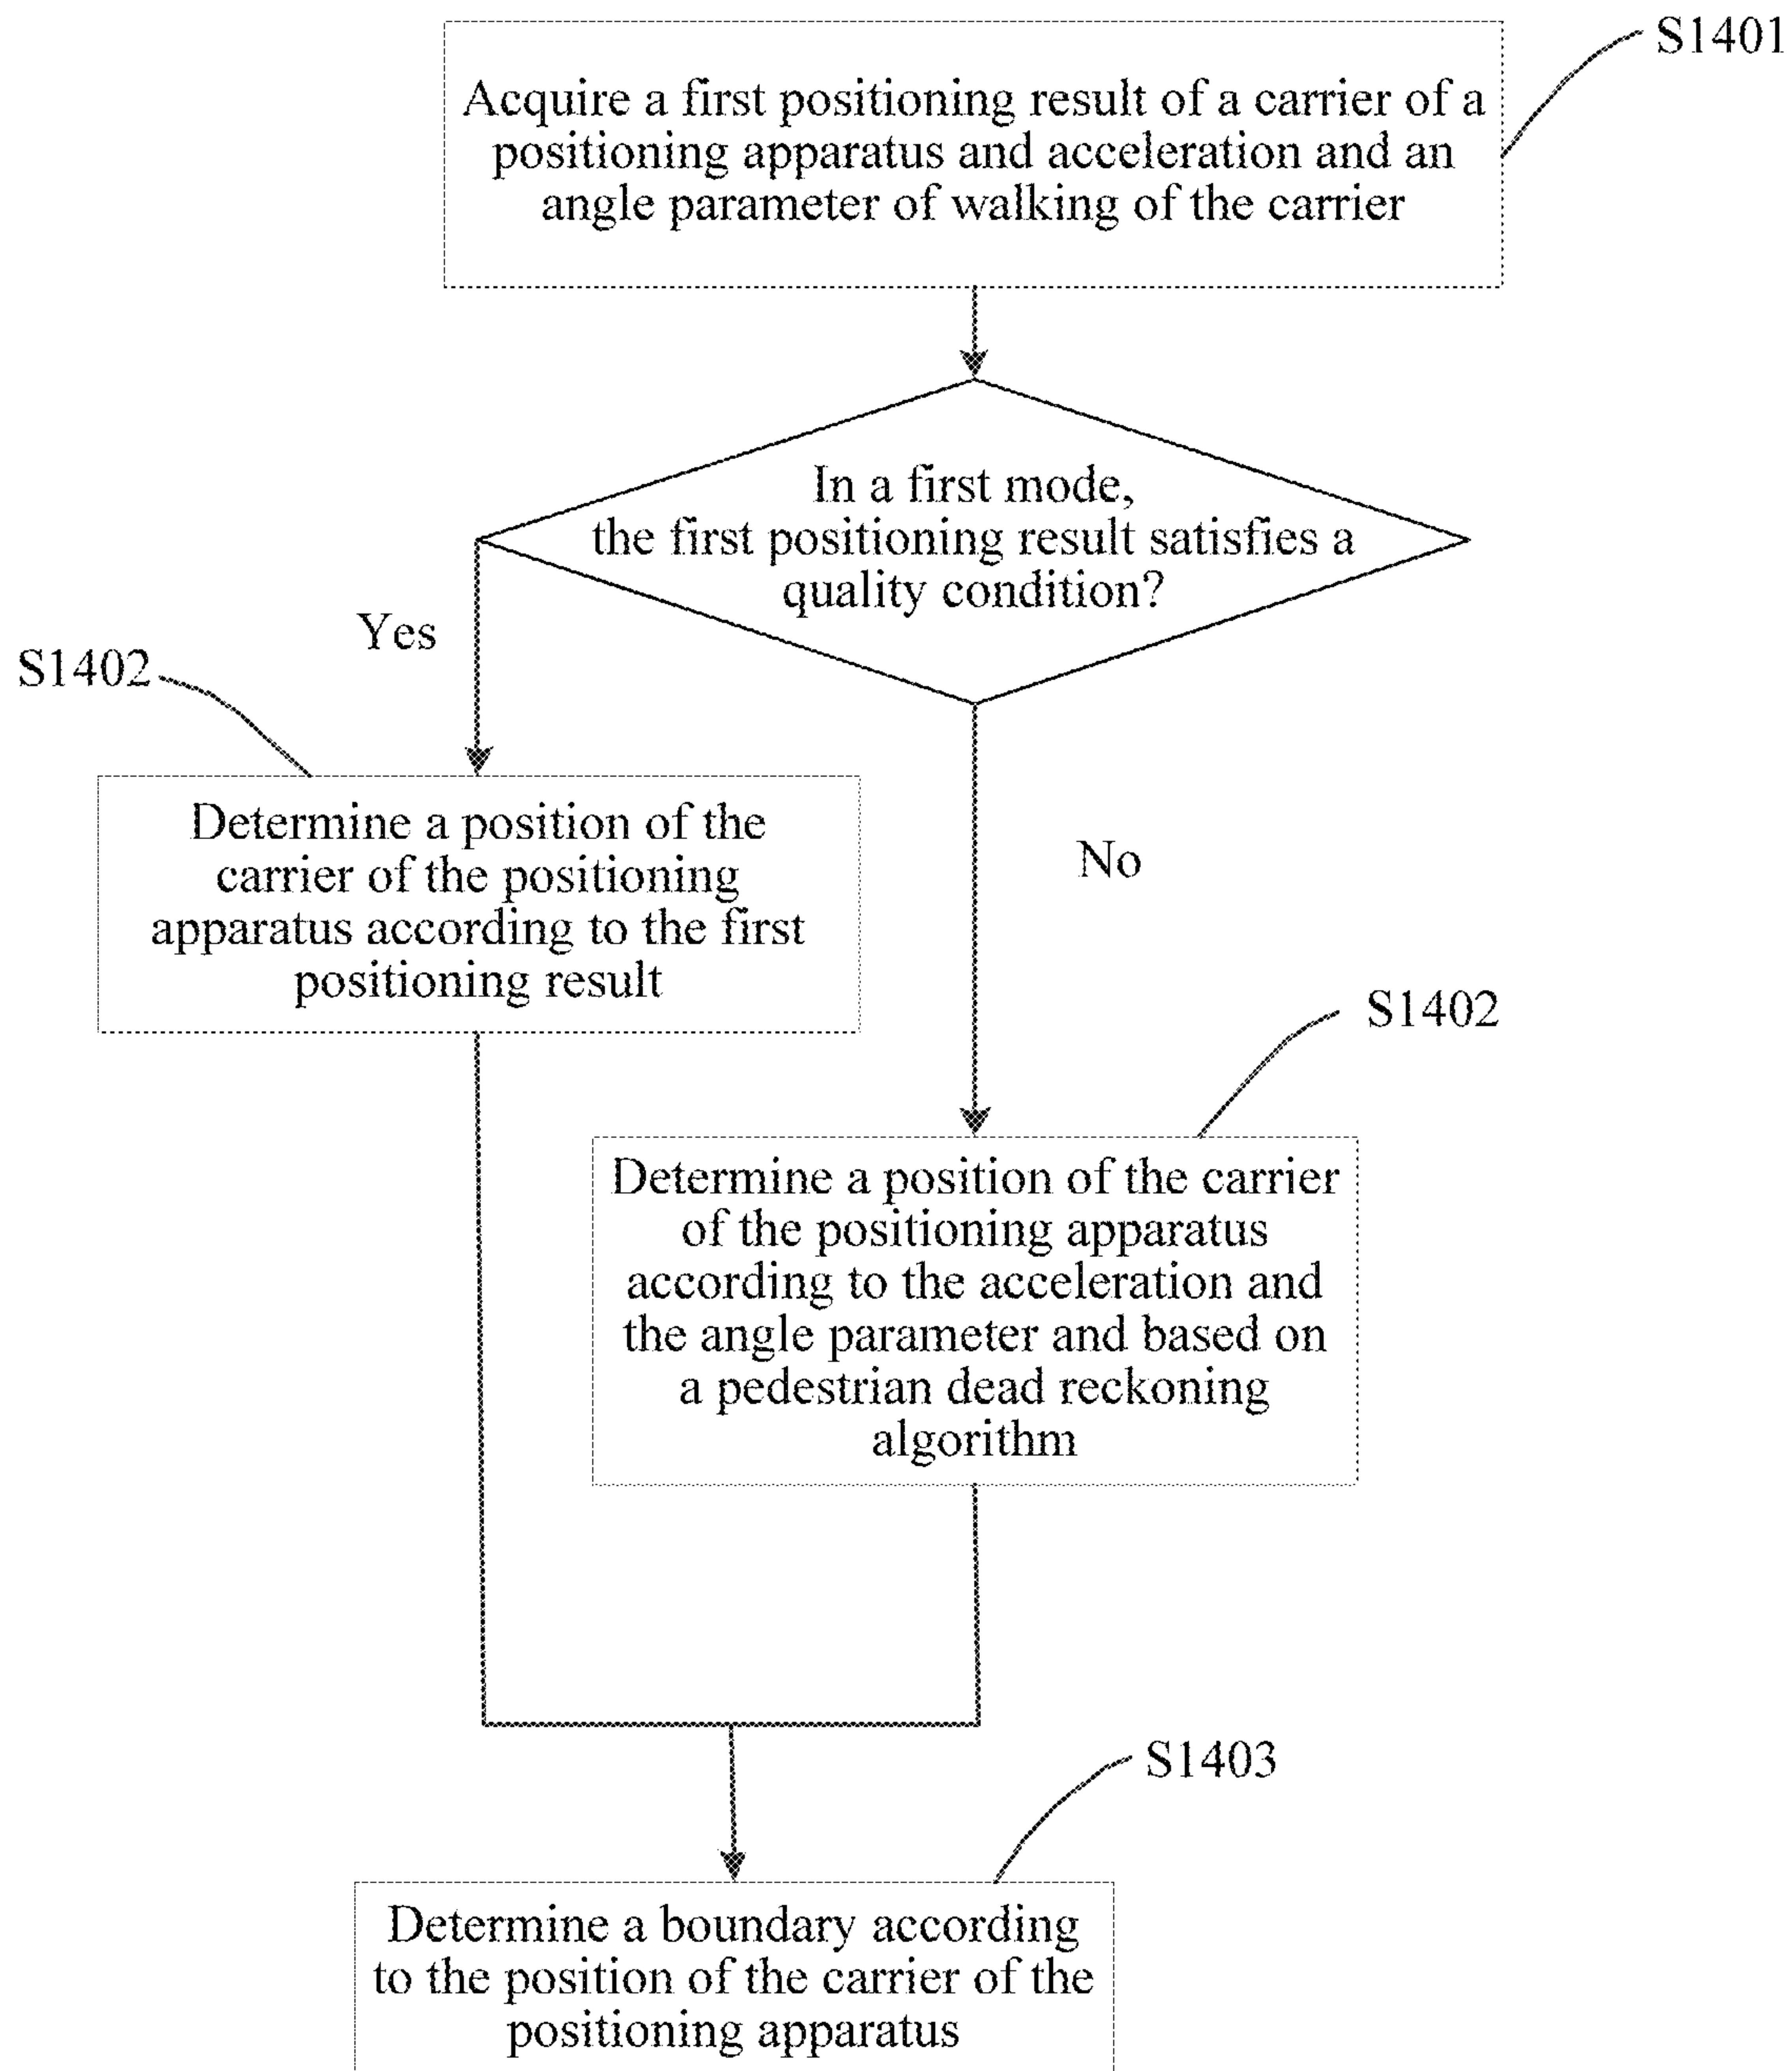 S1401
Acquire a first positioning result of a carrier of a
positioning apparatus and acceleration and an
angle parameter of walking of the carrier
In a first mode,
the first positioning result satisfies a
quality condition?
Yes
S1402
Determine a position of the
carrier of the positioning
apparatus according to the first
positioning result
No
S1402
Determine a position of the carrier
of the positioning apparatus
according to the acceleration and
the angle parameter and based on
a pedestrian dead reckoning
algorithm
S1403
Determine a boundary according
to the position of the carrier of the
positioning apparatus